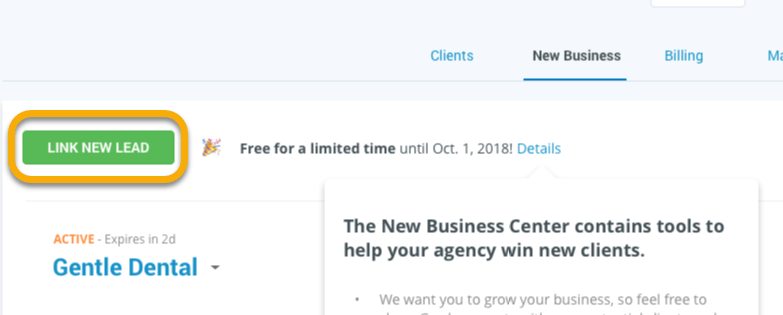 Clients New Business Billing
LINK NEW LEAD
Free for a limited time until Oct. 1, 2018! Details
The New Business Center contains tools to
help your agency win new clients.
ACTIVE - Expires in 2d
Gentle Dental
• We want you to grow your business, so feel free to